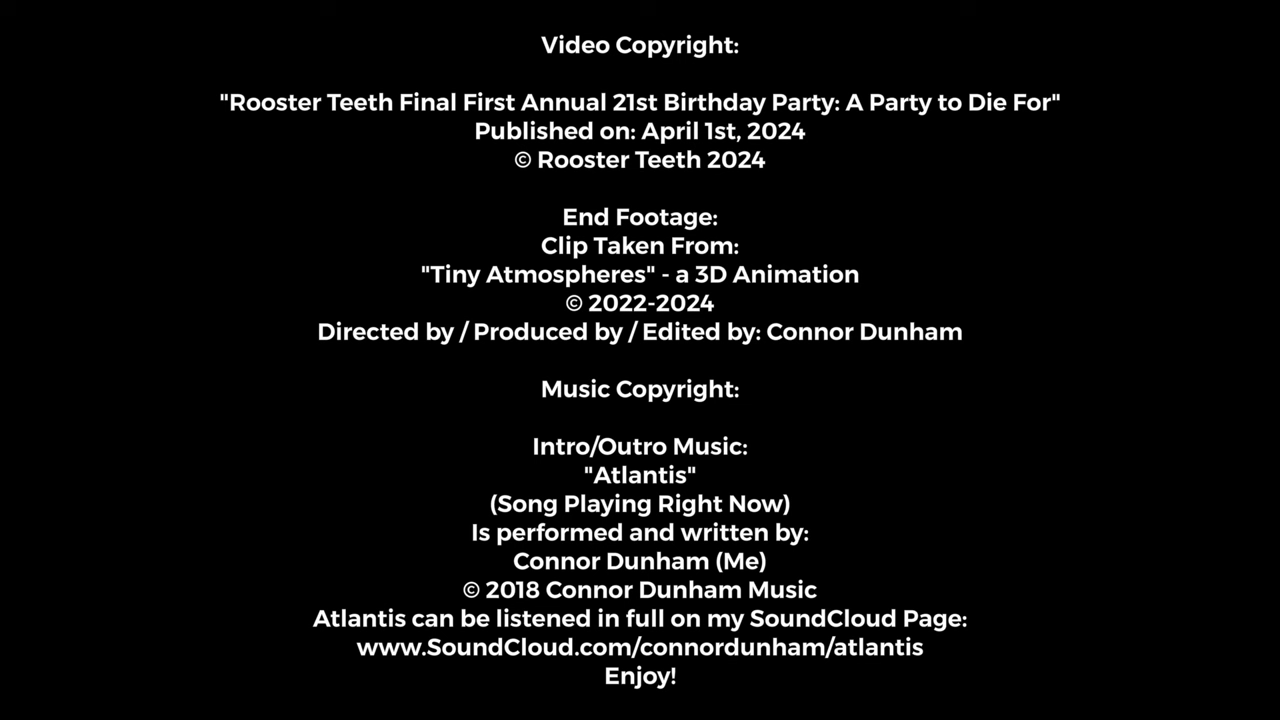 Video Copyright:
"Rooster Teeth Final First Annual 21st Birthday Party: A Party to Die For"
Published on: April 1st, 2024
© Rooster Teeth 2024
End Footage:
Clip Taken From:
"Tiny Atmospheres" - a 3D Animation
© 2022-2024
Directed by / Produced by / Edited by: Connor Dunham
Music Copyright:
Intro/Outro Music:
"Atlantis"
(Song Playing Right Now)
Is performed and written by:
Connor Dunham (Me)
© 2018 Connor Dunham Music
Atlantis can be listened in full on my SoundCloud Page:
www.SoundCloud.com/connordunham/atlantis
Enjoy!